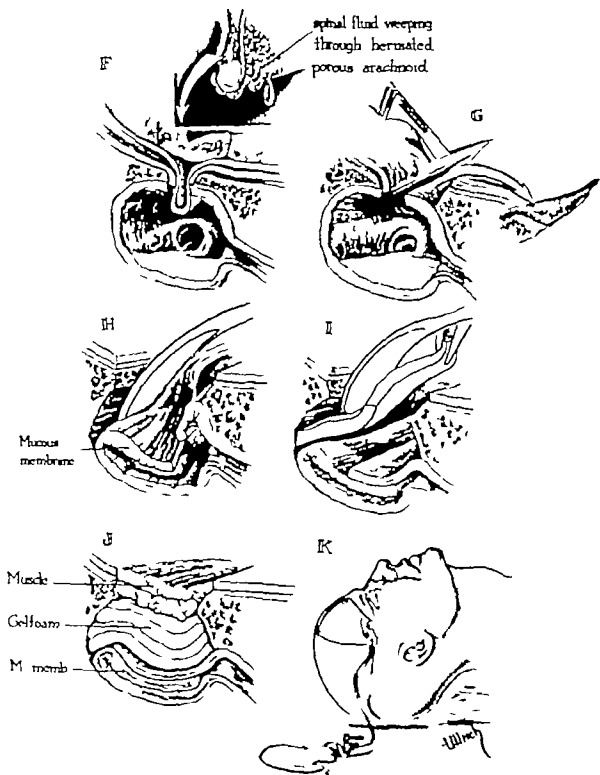 F
spinal fluid weeping
through herniated
porous arachnoid
G
H
Mucous
membrane
I
J
Muscle
Gelfoam
M memb
K